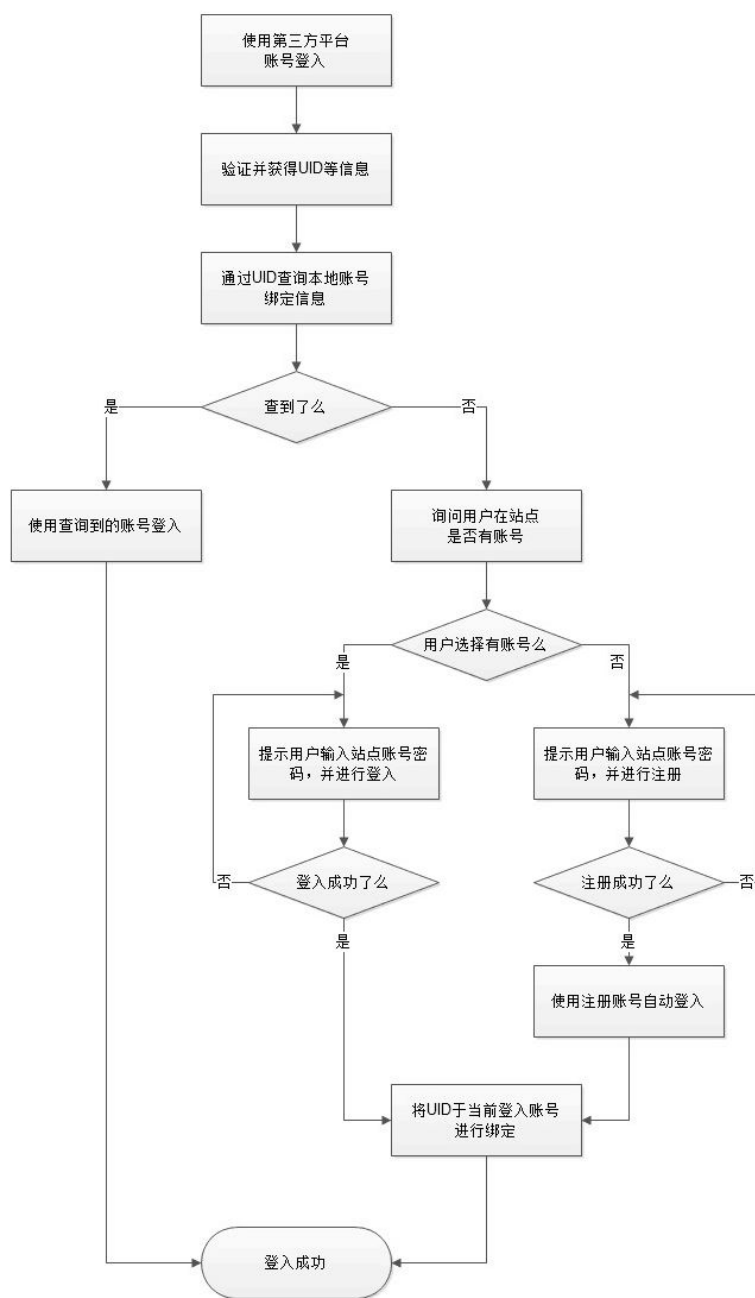 使用第三方平台
账号登入
验证并获得UID等信息
通过UID查询本地账号
绑定信息
查到了么
是
否
使用查询到的账号登入
询问用户在站点
是否有账号
用户选择有账号么
是
否
提示用户输入站点账号密
码，并进行登入
提示用户输入站点账号密
码，并进行注册
否
登入成功了么
注册成功了么
否
是
是
使用注册账号自动登入
将UID于当前登入账号
进行绑定
登入成功